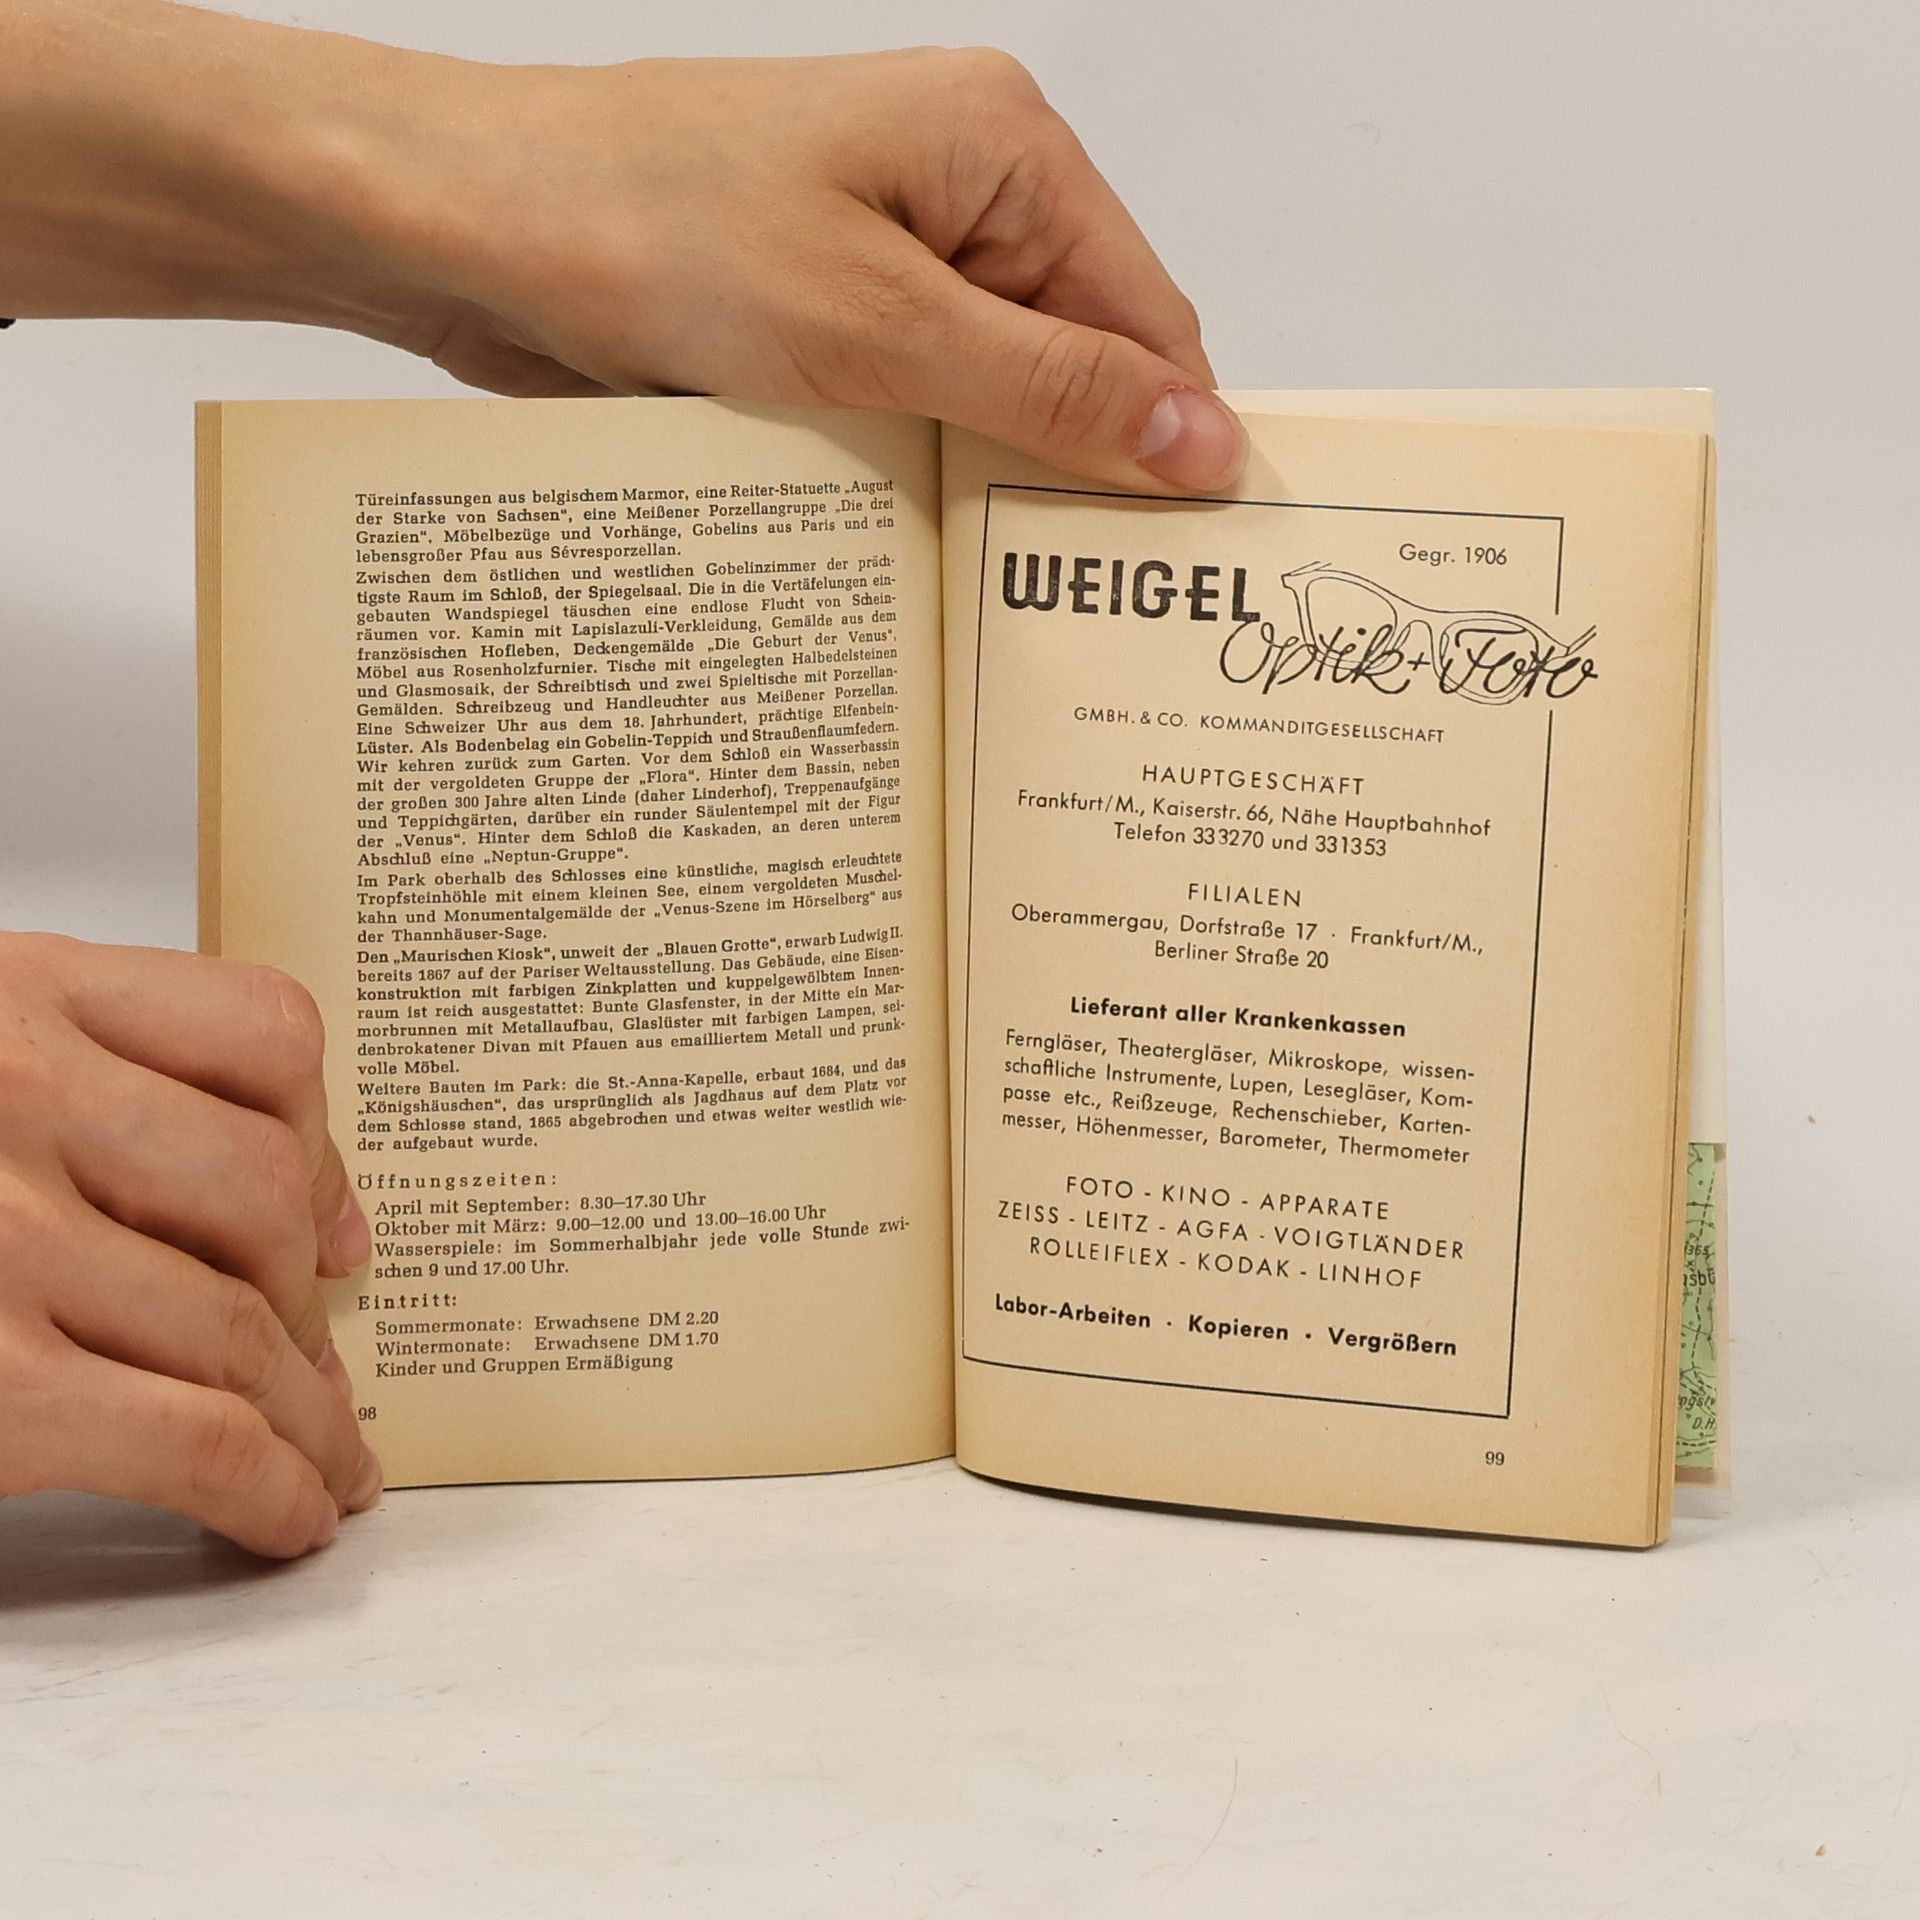 Türeinfassungen aus belgischem Marmor, eine Reiter-Statuette „August
der Starke von Sachsen“, eine Meißener Porzellangruppe „Die drei
Grazien“. Möbelbezüge und Vorhänge, Gobelins aus Paris und ein
lebensgroßer Pfau aus Sévresporzellan.
Zwischen dem östlichen und westlichen Gobelinzimmer der präch-
tigste Raum im Schloß, der Spiegelsaal. Die in die Vertäfelungen ein-
gebauten Wandspiegel täuschen eine endlose Flucht von Schein-
räumen vor. Kamin mit Lapislazuli-Verkleidung, Gemälde aus dem
französischen Hofleben, Deckengemälde „Die Geburt der Venus“,
Möbel aus Rosenholzfurnier. Tische mit eingelegten Halbedelsteinen
und Glasmosaik, der Schreibtisch und zwei Spieltische mit Porzellan-
Gemälden. Schreibzeug und Handleuchter aus Meißener Porzellan.
Eine Schweizer Uhr aus dem 18. Jahrhundert, prächtige Elfenbein-
Lüster. Als Bodenbelag ein Gobelin-Teppich und Straußenflaumfedern.
Wir kehren zurück zum Garten. Vor dem Schloß ein Wasserbassin
mit der vergoldeten Gruppe der „Flora“. Hinter dem Bassin, neben
der großen 300 Jahre alten Linde (daher Linderhof), Treppenaufgänge
und Teppichgärten, darüber ein runder Säulentempel mit der Figur
der „Venus“. Hinter dem Schloß die Kaskaden, an deren unterem
Abschluß eine „Neptun-Gruppe“.
Im Park oberhalb des Schlosses eine künstliche, magisch erleuchtete
Tropfsteinhöhle mit einem kleinen See, einem vergoldeten Muschel-
kahn und Monumentalgemälde der „Venus-Szene im Hörselberg“ aus
der Thannhäuser-Sage.
Den „Maurischen Kiosk“, unweit der „Blauen Grotte“, erwarb Ludwig II.
bereits 1867 auf der Pariser Weltausstellung. Das Gebäude, eine Eisen-
konstruktion mit farbigen Zinkplatten und kuppelgewölbtem Innen-
raum ist reich ausgestattet: Bunte Glasfenster, in der Mitte ein Mar-
morbrunnen mit Metallaufbau, Glaslüster mit farbigen Lampen, sei-
denbrokatener Divan mit Pfauen aus emailliertem Metall und prunk-
volle Möbel.
Weitere Bauten im Park: die St.-Anna-Kapelle, erbaut 1684, und das
„Königshäuschen“, das ursprünglich als Jagdhaus auf dem Platz vor
dem Schlosse stand, 1865 abgebrochen und etwas weiter westlich wie-
der aufgebaut wurde.
Öffnungszeiten:
April mit September: 8.30–17.30 Uhr
Oktober mit März: 9.00–12.00 und 13.00–16.00 Uhr
Wasserspiele: im Sommerhalbjahr jede volle Stunde zwi-
schen 9 und 17.00 Uhr.
Eintritt:
Sommermonate: Erwachsene DM 2.20
Wintermonate: Erwachsene DM 1.70
Kinder und Gruppen Ermäßigung
98
Gegr. 1906
WEIGEL
Optik + Foto
GMBH. & CO. KOMMANDITGESELLSCHAFT
HAUPTGESCHÄFT
Frankfurt/M., Kaiserstr. 66, Nähe Hauptbahnhof
Telefon 333270 und 331353
FILIALEN
Oberammergau, Dorfstraße 17 · Frankfurt/M.,
Berliner Straße 20
Lieferant aller Krankenkassen
Ferngläser, Theatergläser, Mikroskope, wissen-
schaftliche Instrumente, Lupen, Lesegläser, Kom-
passe etc., Reißzeuge, Rechenschieber, Karten-
messer, Höhenmesser, Barometer, Thermometer
FOTO - KINO - APPARATE
ZEISS - LEITZ - AGFA - VOIGTLÄNDER
ROLLEIFLEX - KODAK - LINHOF
Labor-Arbeiten · Kopieren · Vergrößern
99